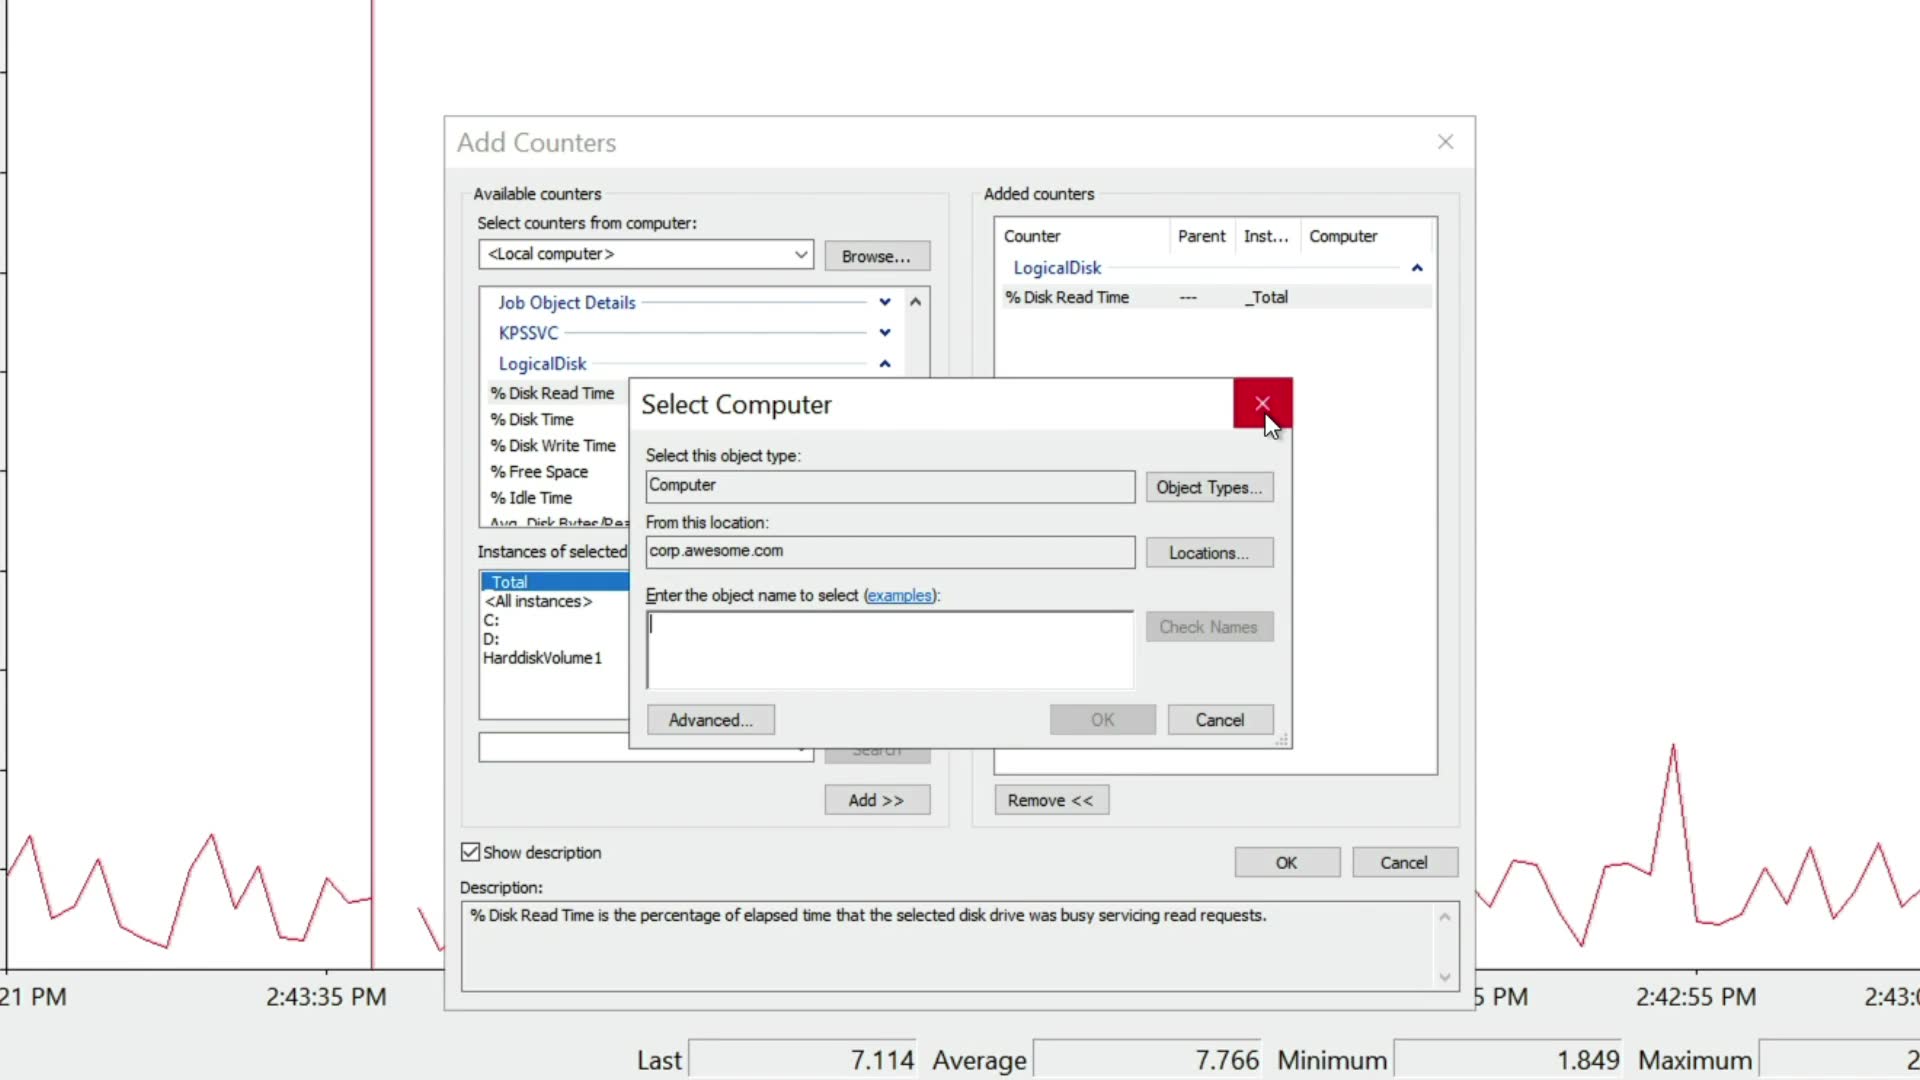 Add Counters
Available counters
Select counters from computer:
<Local computer>
Browse...
Job Object Details
KPSSVC
LogicalDisk
% Disk Read Time
% Disk Time
% Disk Write Time
% Free Space
% Idle Time
Instances of selected
_Total
<All instances>
C:
D:
HarddiskVolume1
Search
Add >>
Added counters
Counter Parent Inst... Computer
LogicalDisk
% Disk Read Time --- _Total
Remove <<
Select Computer
Select this object type:
Computer
Object Types...
From this location:
corp.awesome.com
Locations...
Enter the object name to select (examples):
Check Names
Advanced...
OK
Cancel
Show description
OK
Cancel
Description:
% Disk Read Time is the percentage of elapsed time that the selected disk drive was busy servicing read requests.
21 PM 2:43:35 PM 5 PM 2:42:55 PM 2:43:0
Last 7.114 Average 7.766 Minimum 1.849 Maximum 2